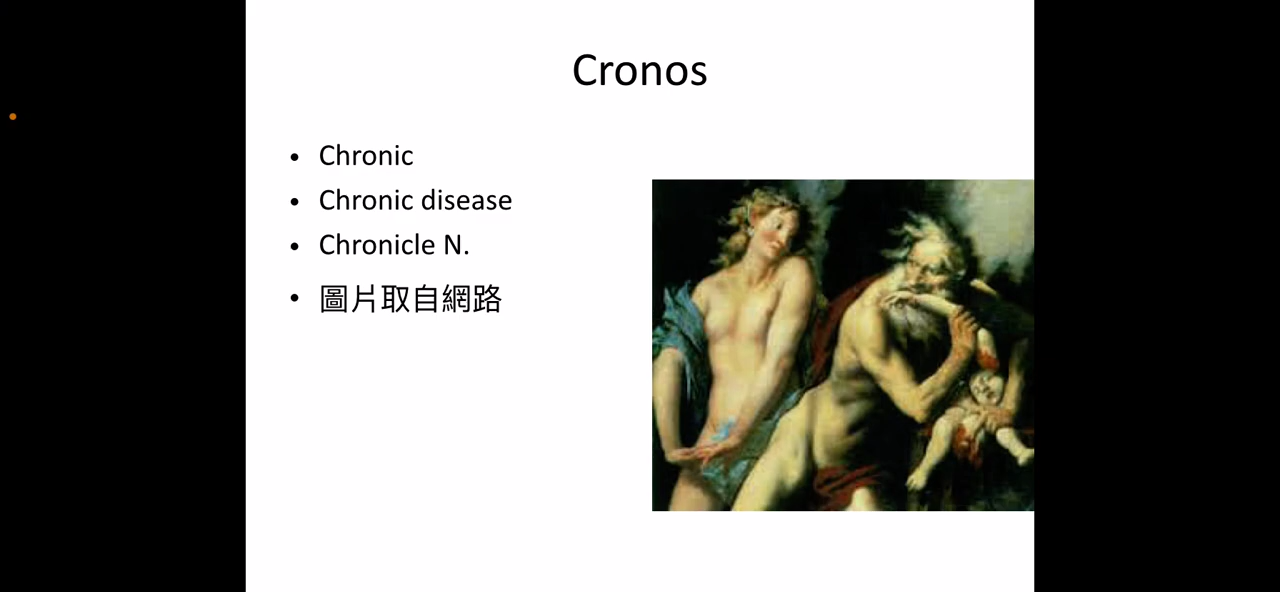 Cronos
Chronic
Chronic disease
Chronicle N.
圖片取自網路